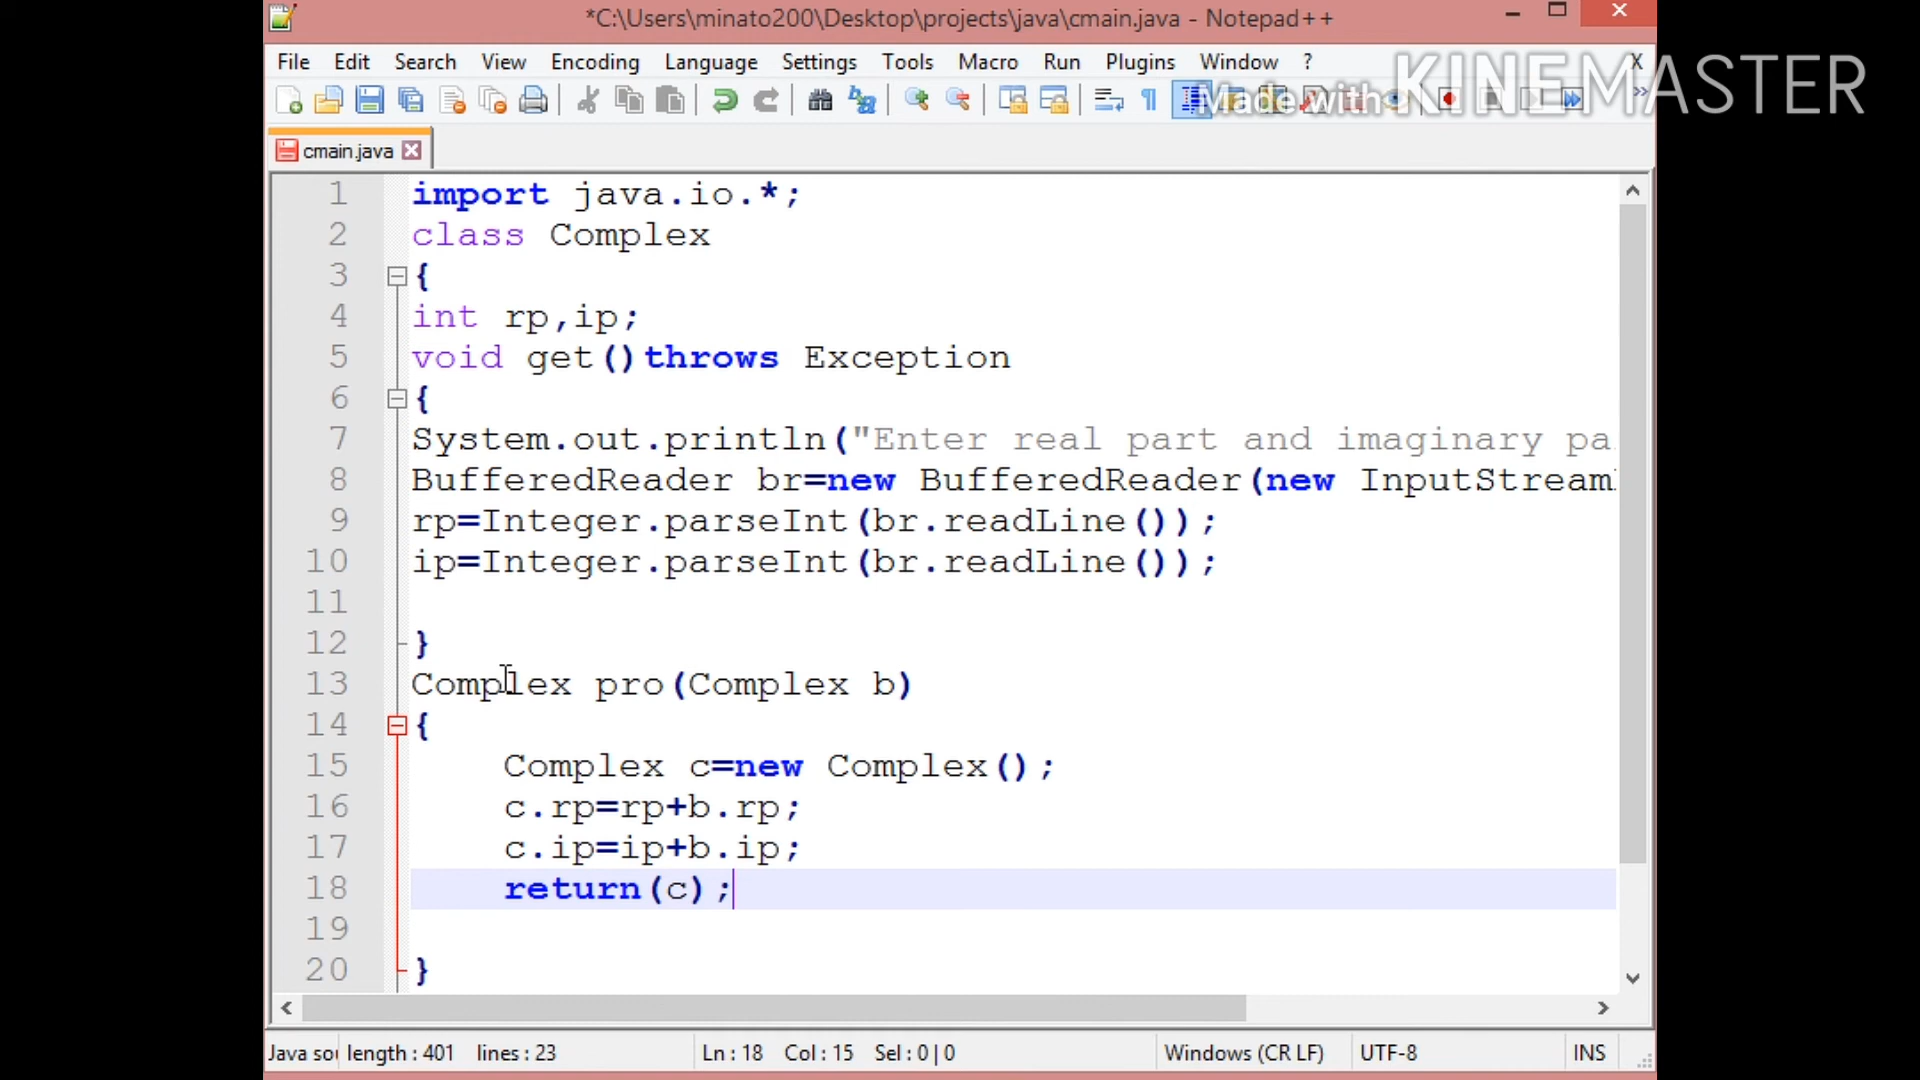 *C:\Users\minato200\Desktop\projects\java\cmain.java - Notepad++
File Edit Search View Encoding Language Settings Tools Macro Run Plugins Window ? X
Made with KINEMASTER
cmain.java
1 import java.io.*;
2 class Complex
3 {
4 int rp,ip;
5 void get()throws Exception
6 {
7 System.out.println("Enter real part and imaginary pa
8 BufferedReader br=new BufferedReader(new InputStream
9 rp=Integer.parseInt(br.readLine());
10 ip=Integer.parseInt(br.readLine());
11
12 }
13 Complex pro(Complex b)
14 {
15 Complex c=new Complex();
16 c.rp=rp+b.rp;
17 c.ip=ip+b.ip;
18 return(c);
19
20 }
Java sou length : 401 lines : 23 Ln : 18 Col : 15 Sel : 0 | 0 Windows (CR LF) UTF-8 INS